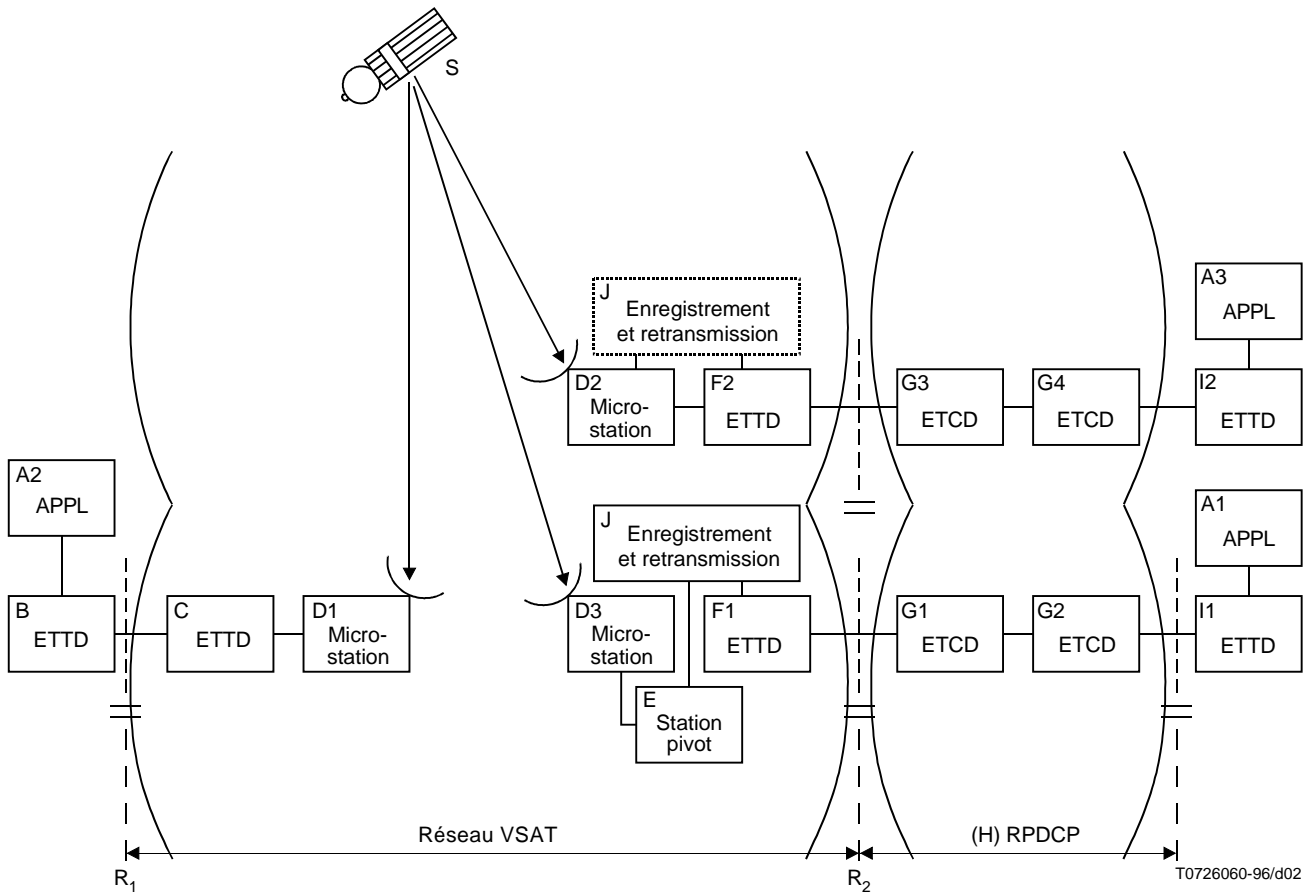 S
J
Enregistrement
et retransmission
D2
Micro-
station
F2
ETTD
G3
ETCD
G4
ETCD
A3
APPL
I2
ETTD
A2
APPL
B
ETTD
C
ETTD
D1
Micro-
station
J
Enregistrement
et retransmission
D3
Micro-
station
F1
ETTD
E
Station
pivot
G1
ETCD
G2
ETCD
A1
APPL
I1
ETTD
Réseau VSAT
(H) RPDCP
R1
R2
T0726060-96/d02